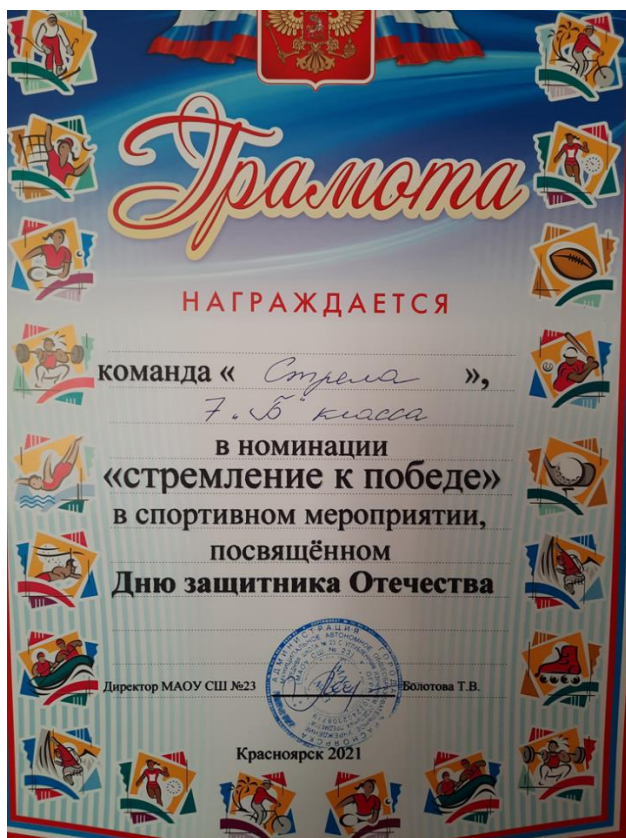 Грамота
НАГРАЖДАЕТСЯ
команда « Стрела »,
7 „Б" класса
в номинации
«стремление к победе»
в спортивном мероприятии,
посвящённом
Дню защитника Отечества
Директор МАОУ СШ №23 Болотова Т.В.
Красноярск 2021